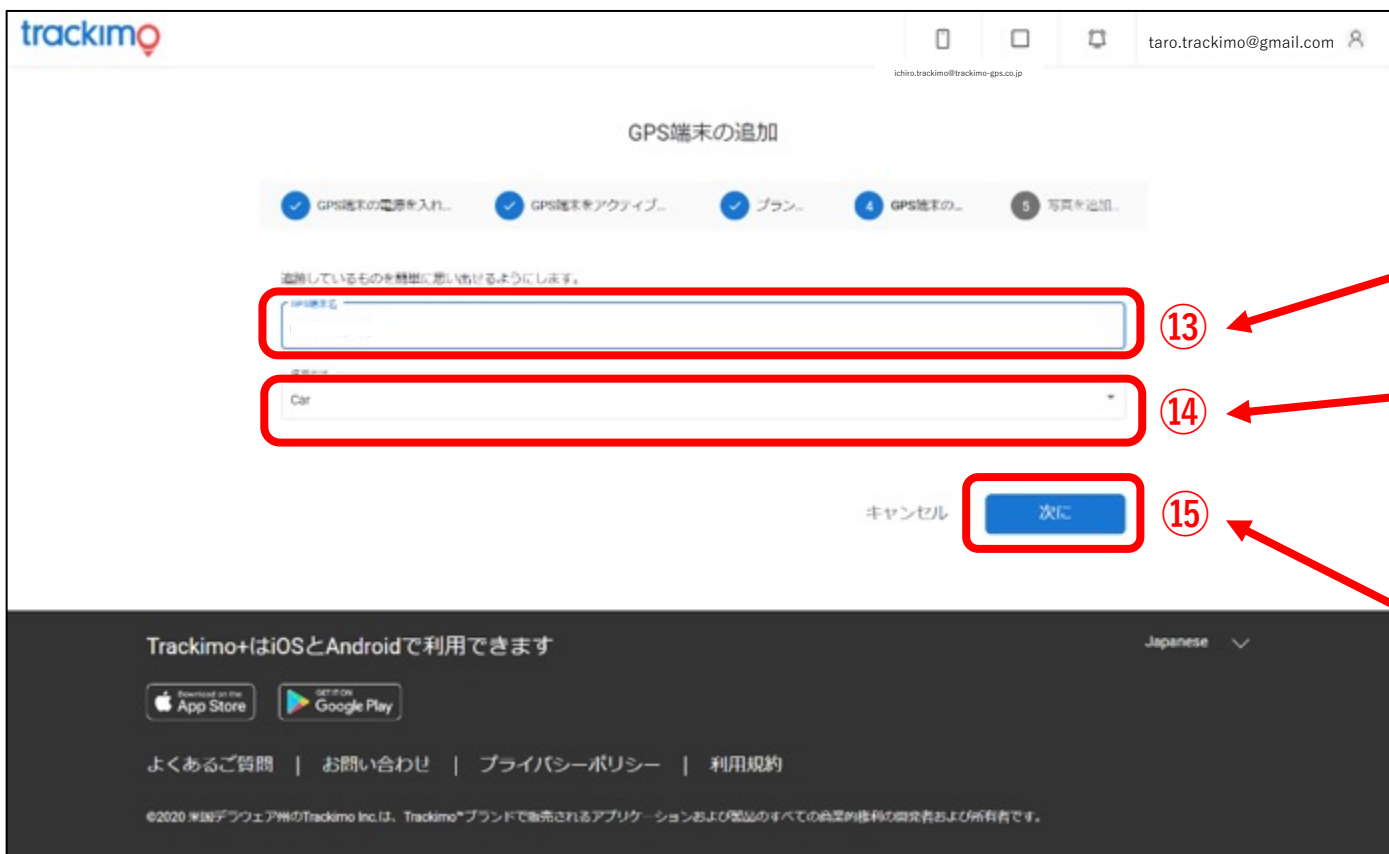 trackimo
taro.trackimo@gmail.com
ichiro.trackimo@trackimo-gps.co.jp
GPS端末の追加
GPS端末の電源を入れ...
GPS端末をアクティブ...
プラン...
4 GPS端末の...
5 写真を追加...
追跡しているものを簡単に思い出せるようにします。
GPS端末名
⑬
Car
⑭
キャンセル
次に
⑮
Trackimo+はiOSとAndroidで利用できます
Japanese
Download on the App Store
GET IT ON Google Play
よくあるご質問 | お問い合わせ | プライバシーポリシー | 利用規約
©2020 米国デラウェア州のTrackimo Inc.は、Trackimo™ブランドで販売されるアプリケーションおよび製品のすべての商業的権利の開発者および所有者です。